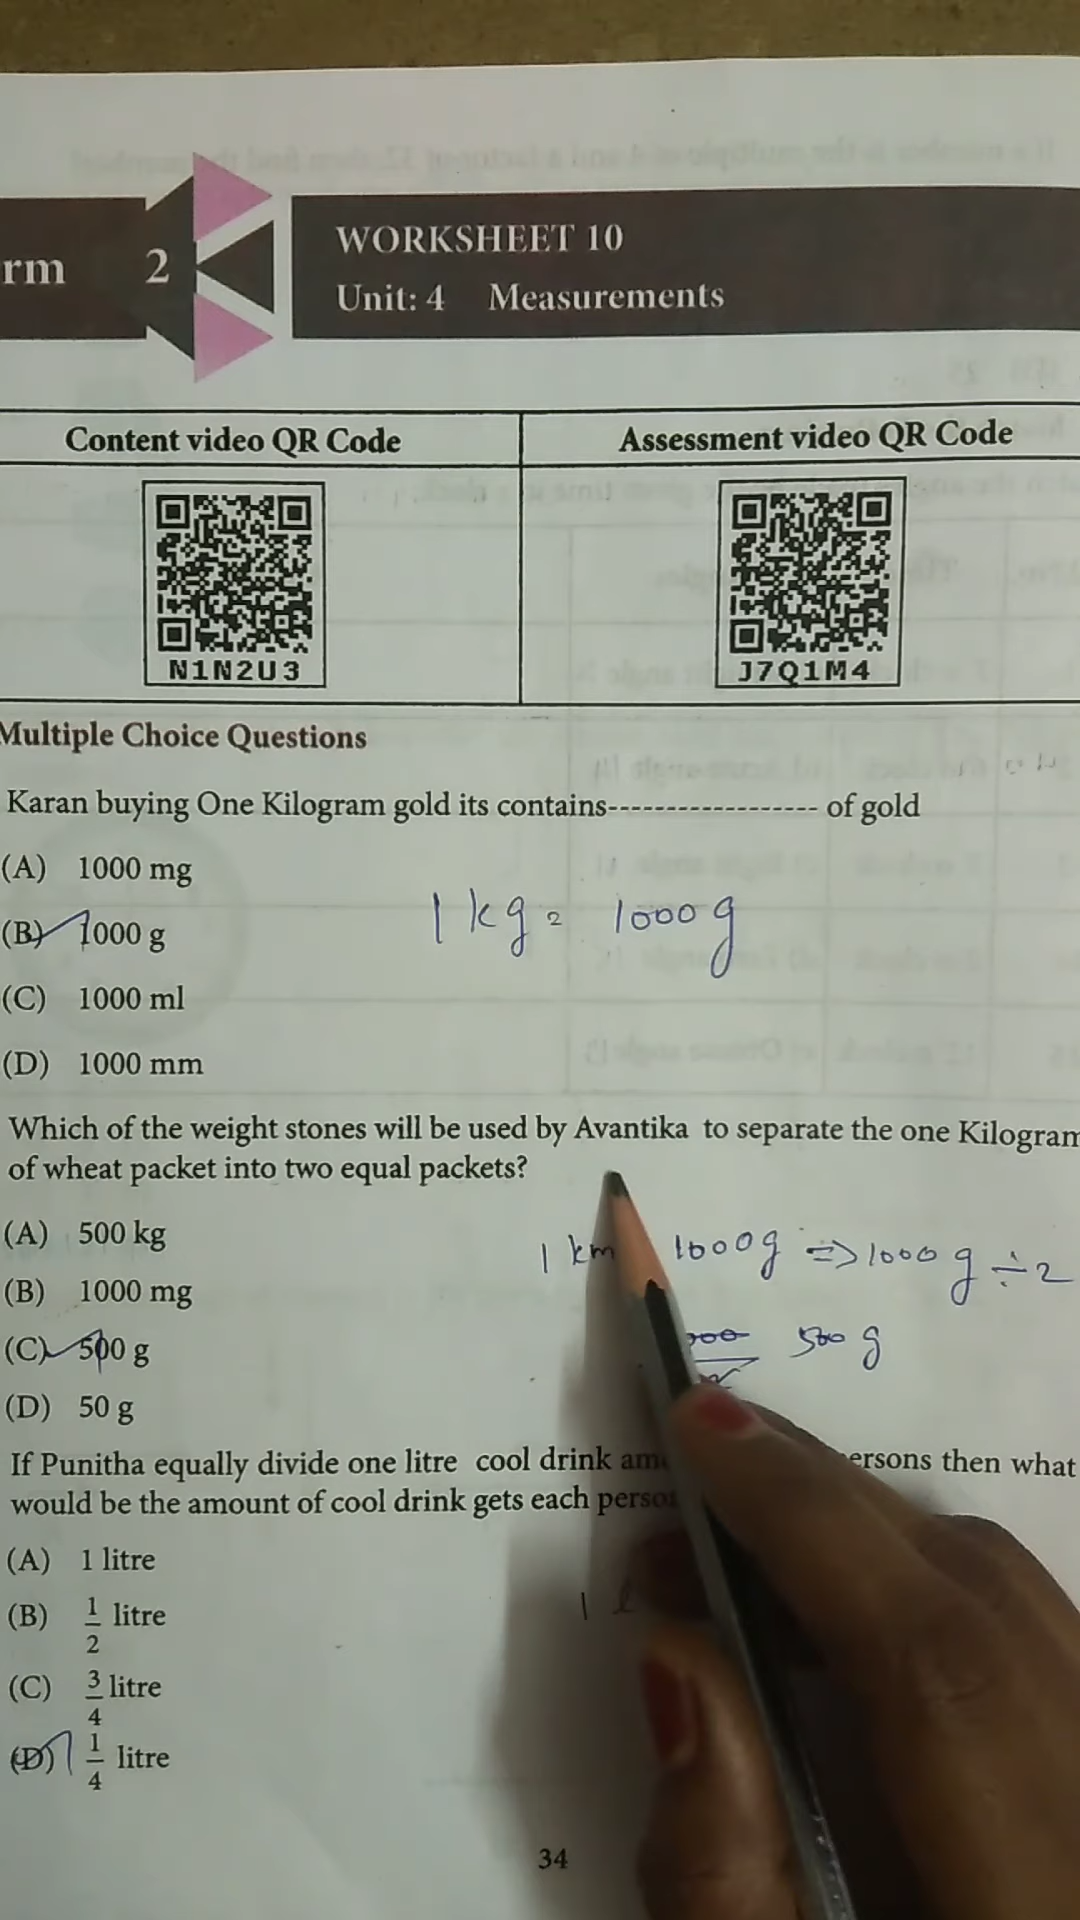 rm 2
WORKSHEET 10
Unit: 4 Measurements
Content video QR Code
Assessment video QR Code
N1N2U3
J7Q1M4
Multiple Choice Questions
Karan buying One Kilogram gold its contains------------------ of gold
(A) 1000 mg
(B) 1000 g
1 kg = 1000 g
(C) 1000 ml
(D) 1000 mm
Which of the weight stones will be used by Avantika to separate the one Kilogram
of wheat packet into two equal packets?
(A) 500 kg
1 km 1000 g => 1000 g ÷ 2
(B) 1000 mg
(C) 500 g
500 g
(D) 50 g
If Punitha equally divide one litre cool drink ersons then what
would be the amount of cool drink gets each perso
(A) 1 litre
(B) 1/2 litre
1 l
(C) 3/4 litre
(D) 1/4 litre
34